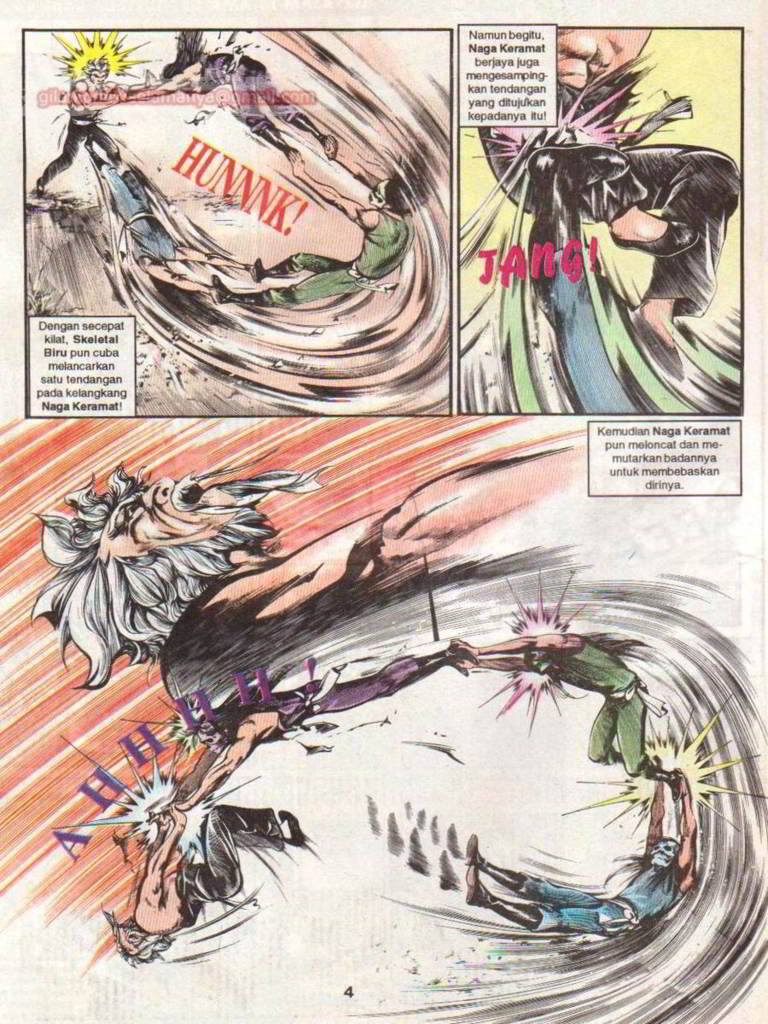 HUNNNK!
Dengan secepat
kilat, Skeletal
Biru pun cuba
melancarkan
satu tendangan
pada kelangkang
Naga Keramat!
Namun begitu,
Naga Keramat
berjaya juga
mengesamping-
kan tendangan
yang ditujukan
kepadanya itu!
JANG!
Kemudian Naga Keramat
pun meloncat dan me-
mutarkan badannya
untuk membebaskan
dirinya.
AHHHHH!
4